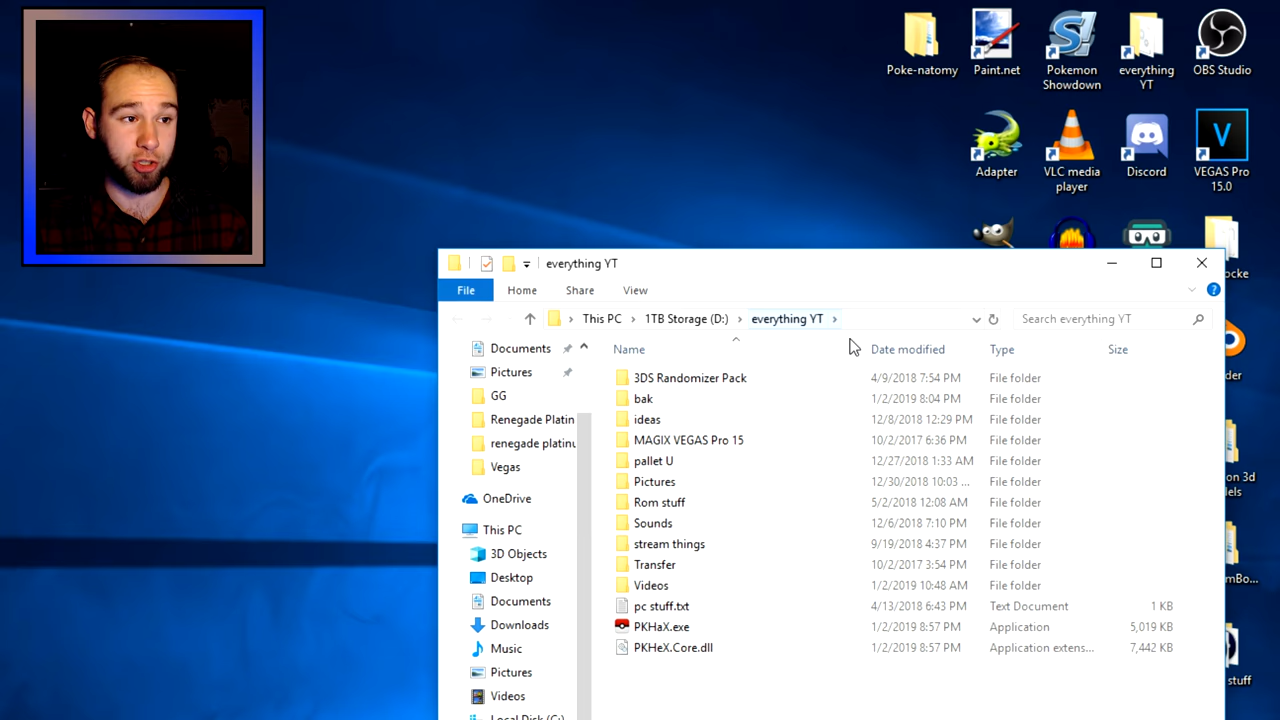 Poke-natomy
Paint.net
Pokemon
Showdown
everything
YT
OBS Studio
Adapter
VLC media
player
Discord
VEGAS Pro
15.0
everything YT
File
Home
Share
View
This PC
1TB Storage (D:)
everything YT
Search everything YT
Name
Date modified
Type
Size
Documents
Pictures
GG
Renegade Platin
renegade platinu
Vegas
OneDrive
This PC
3D Objects
Desktop
Documents
Downloads
Music
Pictures
Videos
Local Disk (C:)
3DS Randomizer Pack 4/9/2018 7:54 PM File folder
bak 1/2/2019 8:04 PM File folder
ideas 12/8/2018 12:29 PM File folder
MAGIX VEGAS Pro 15 10/2/2017 6:36 PM File folder
pallet U 12/27/2018 1:33 AM File folder
Pictures 12/30/2018 10:03 ... File folder
Rom stuff 5/2/2018 12:08 AM File folder
Sounds 12/6/2018 7:10 PM File folder
stream things 9/19/2018 4:37 PM File folder
Transfer 10/2/2017 3:54 PM File folder
Videos 1/2/2019 10:48 AM File folder
pc stuff.txt 4/13/2018 6:43 PM Text Document 1 KB
PKHaX.exe 1/2/2019 8:57 PM Application 5,019 KB
PKHeX.Core.dll 1/2/2019 8:57 PM Application extens... 7,442 KB
ocke
der
on 3d
dels
mBo...
stuff